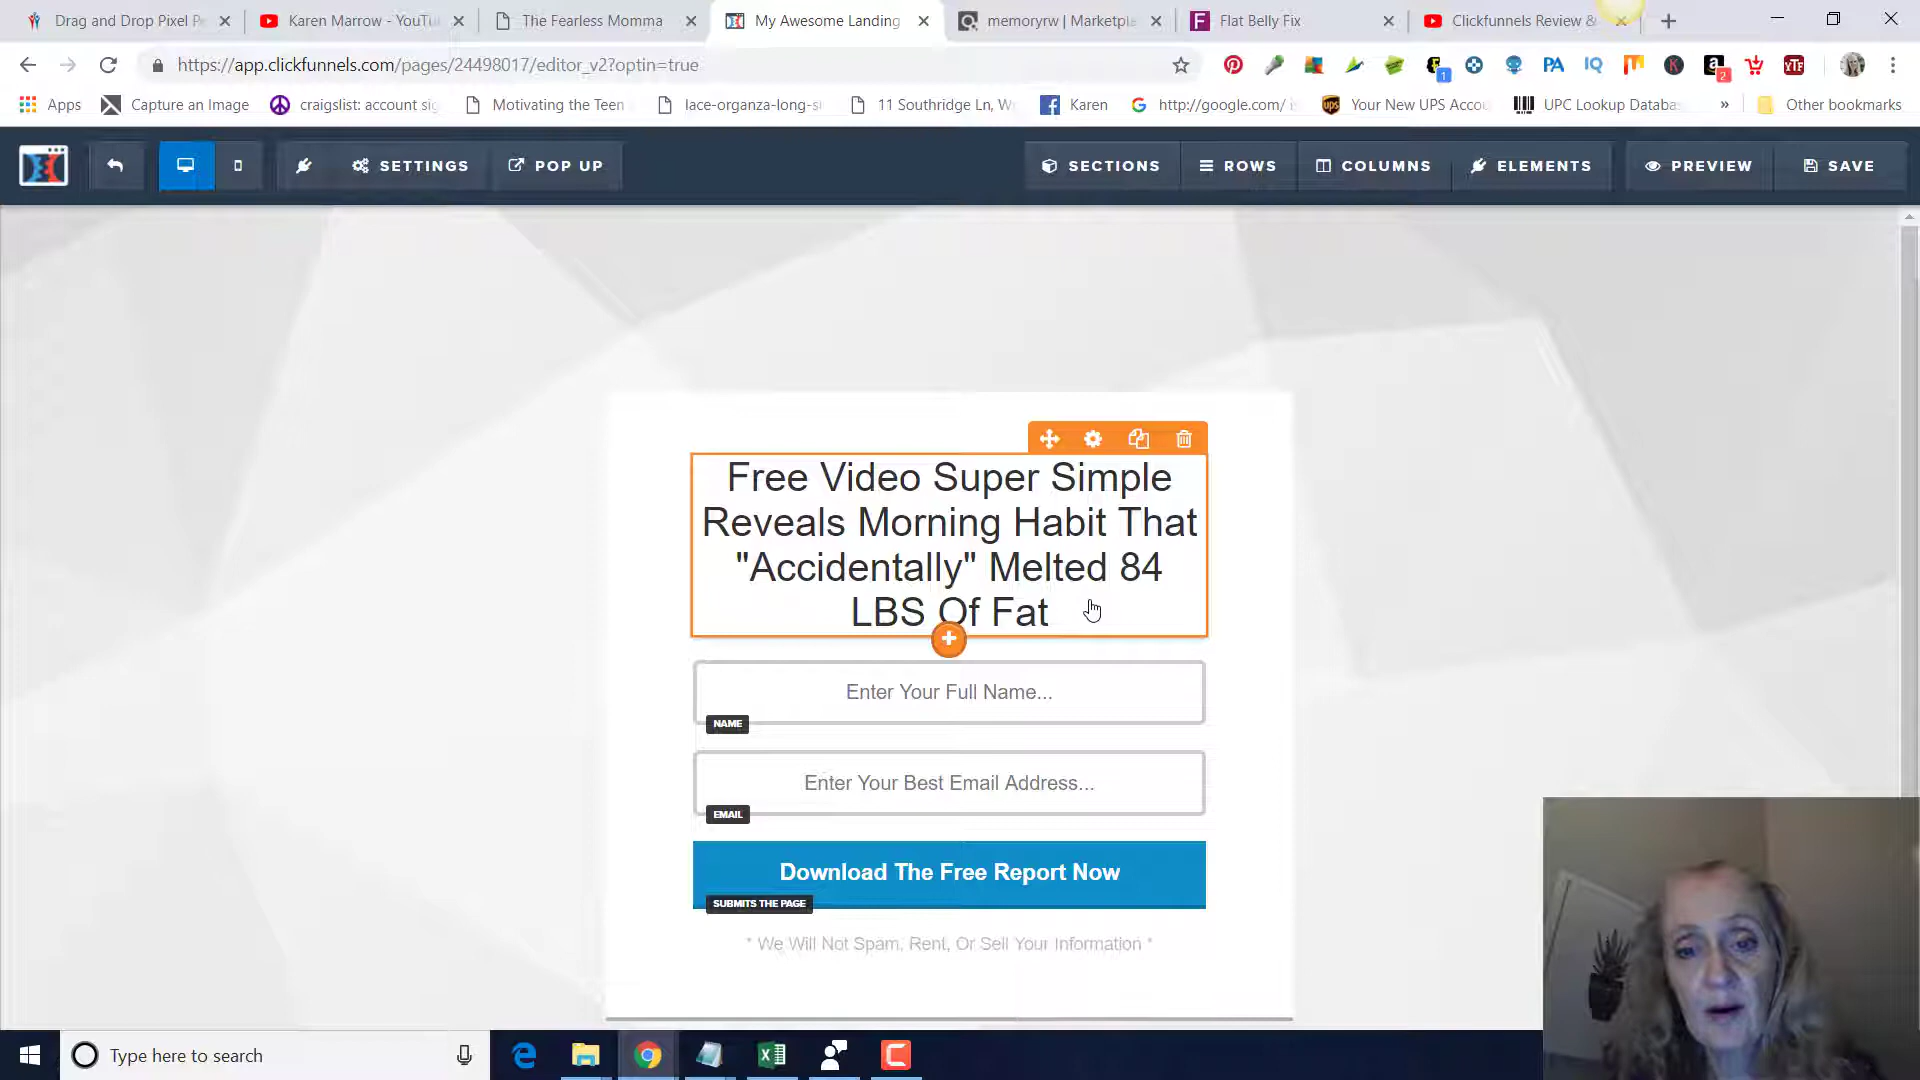 Drag and Drop Pixel P
Karen Marrow - YouTu
The Fearless Momma
My Awesome Landing
memoryrw | Marketpl
Flat Belly Fix
Clickfunnels Review &
https://app.clickfunnels.com/pages/24498017/editor_v2?optin=true
Apps
Capture an Image
craigslist: account sig
Motivating the Teen
lace-organza-long-s
11 Southridge Ln, W
Karen
http://google.com/
Your New UPS Accou
UPC Lookup Databa
»
Other bookmarks
SETTINGS
POP UP
SECTIONS
ROWS
COLUMNS
ELEMENTS
PREVIEW
SAVE
Free Video Super Simple
Reveals Morning Habit That
"Accidentally" Melted 84
LBS Of Fat
Enter Your Full Name...
NAME
Enter Your Best Email Address...
EMAIL
Download The Free Report Now
SUBMITS THE PAGE
* We Will Not Spam, Rent, Or Sell Your Information *
Type here to search